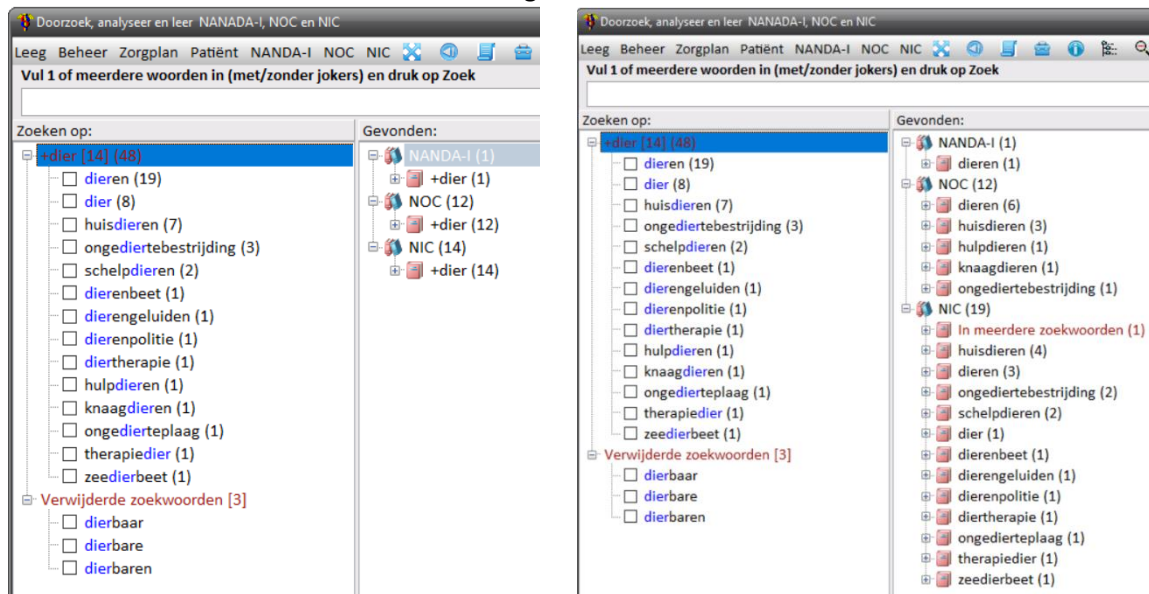 Doorzoek, analyseer en leer NANADA-I, NOC en NIC
Leeg Beheer Zorgplan Patiënt NANDA-I NOC NIC
Vul 1 of meerdere woorden in (met/zonder jokers) en druk op Zoek
Zoeken op:
+dier [14] (48)
dieren (19)
dier (8)
huisdieren (7)
ongediertebestrijding (3)
schelpdieren (2)
dierenbeet (1)
dierengeluiden (1)
dierenpolitie (1)
diertherapie (1)
hulpdieren (1)
knaagdieren (1)
ongedierteplaag (1)
therapiedier (1)
zeedierbeet (1)
Verwijderde zoekwoorden [3]
dierbaar
dierbare
dierbaren
Gevonden:
NANDA-I (1)
+dier (1)
NOC (12)
+dier (12)
NIC (14)
+dier (14)
Doorzoek, analyseer en leer NANADA-I, NOC en NIC
Leeg Beheer Zorgplan Patiënt NANDA-I NOC NIC
Vul 1 of meerdere woorden in (met/zonder jokers) en druk op Zoek
Zoeken op:
+dier [14] (48)
dieren (19)
dier (8)
huisdieren (7)
ongediertebestrijding (3)
schelpdieren (2)
dierenbeet (1)
dierengeluiden (1)
dierenpolitie (1)
diertherapie (1)
hulpdieren (1)
knaagdieren (1)
ongedierteplaag (1)
therapiedier (1)
zeedierbeet (1)
Verwijderde zoekwoorden [3]
dierbaar
dierbare
dierbaren
Gevonden:
NANDA-I (1)
dieren (1)
NOC (12)
dieren (6)
huisdieren (3)
hulpdieren (1)
knaagdieren (1)
ongediertebestrijding (1)
NIC (19)
In meerdere zoekwoorden (1)
huisdieren (4)
dieren (3)
ongediertebestrijding (2)
schelpdieren (2)
dier (1)
dierenbeet (1)
dierengeluiden (1)
dierenpolitie (1)
diertherapie (1)
ongedierteplaag (1)
therapiedier (1)
zeedierbeet (1)